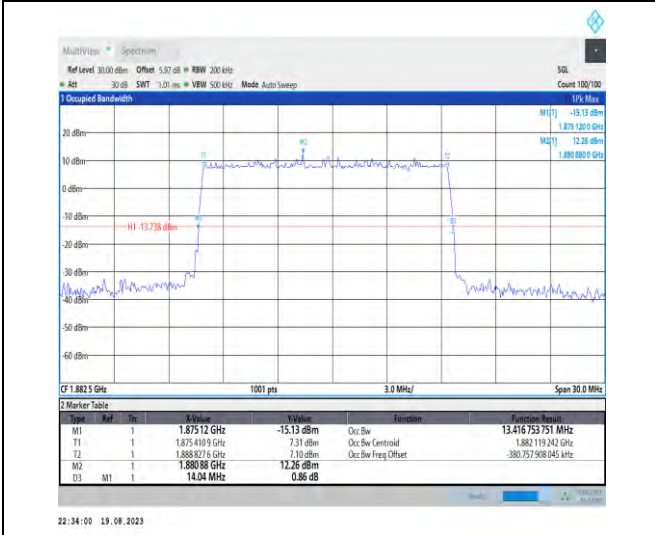 MultiView Spectrum
Ref Level 30.00 dBm Offset 5.97 dB RBW 200 kHz SGL
Att 30 dB SWT 1.01 ms VBW 500 kHz Mode Auto Sweep Count 100/100
1 Occupied Bandwidth 1Pk Max
M1[1] -15.13 dBm
1.875 120 0 GHz
M2[1] 12.26 dBm
1.880 880 0 GHz
20 dBm
M2
T1 T2
10 dBm
0 dBm
-10 dBm
M1 D3
H1 -13.738 dBm
-20 dBm
-30 dBm
-40 dBm
-50 dBm
-60 dBm
CF 1.882 5 GHz 1001 pts 3.0 MHz/ Span 30.0 MHz
2 Marker Table
Type Ref Trc X-Value Y-Value Function Function Result
M1 1 1.875 12 GHz -15.13 dBm Occ Bw 13.416 753 751 MHz
T1 1 1.875 410 9 GHz 7.31 dBm Occ Bw Centroid 1.882 119 242 GHz
T2 1 1.888 827 6 GHz 7.10 dBm Occ Bw Freq Offset -380.757 908 045 kHz
M2 1 1.880 88 GHz 12.26 dBm
D3 M1 1 14.04 MHz 0.86 dB
22:34:00 19.08.2023